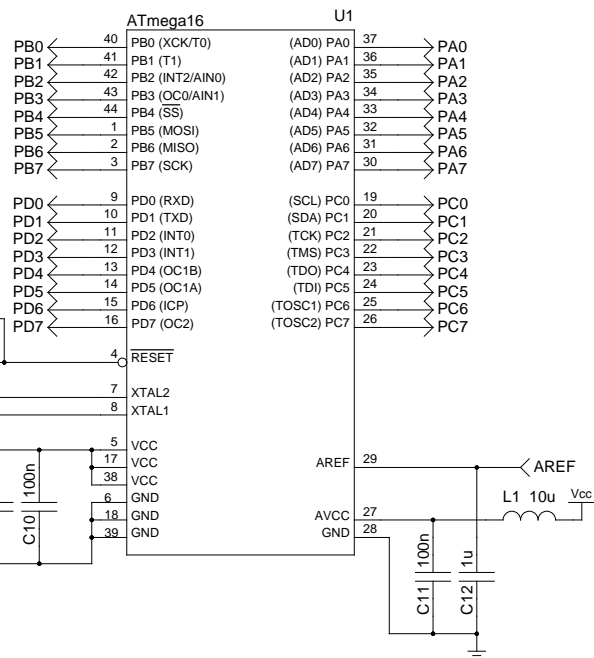 ATmega16 U1
PB0 40 PB0 (XCK/T0) (AD0) PA0 37 PA0
PB1 41 PB1 (T1) (AD1) PA1 36 PA1
PB2 42 PB2 (INT2/AIN0) (AD2) PA2 35 PA2
PB3 43 PB3 (OC0/AIN1) (AD3) PA3 34 PA3
PB4 44 PB4 (SS) (AD4) PA4 33 PA4
PB5 1 PB5 (MOSI) (AD5) PA5 32 PA5
PB6 2 PB6 (MISO) (AD6) PA6 31 PA6
PB7 3 PB7 (SCK) (AD7) PA7 30 PA7
PD0 9 PD0 (RXD) (SCL) PC0 19 PC0
PD1 10 PD1 (TXD) (SDA) PC1 20 PC1
PD2 11 PD2 (INT0) (TCK) PC2 21 PC2
PD3 12 PD3 (INT1) (TMS) PC3 22 PC3
PD4 13 PD4 (OC1B) (TDO) PC4 23 PC4
PD5 14 PD5 (OC1A) (TDI) PC5 24 PC5
PD6 15 PD6 (ICP) (TOSC1) PC6 25 PC6
PD7 16 PD7 (OC2) (TOSC2) PC7 26 PC7
4 RESET
7 XTAL2
8 XTAL1
5 VCC
17 VCC AREF 29 AREF
38 VCC
6 GND L1 10u Vcc
18 GND AVCC 27
39 GND GND 28
C10 100n
C11 100n
C12 1u